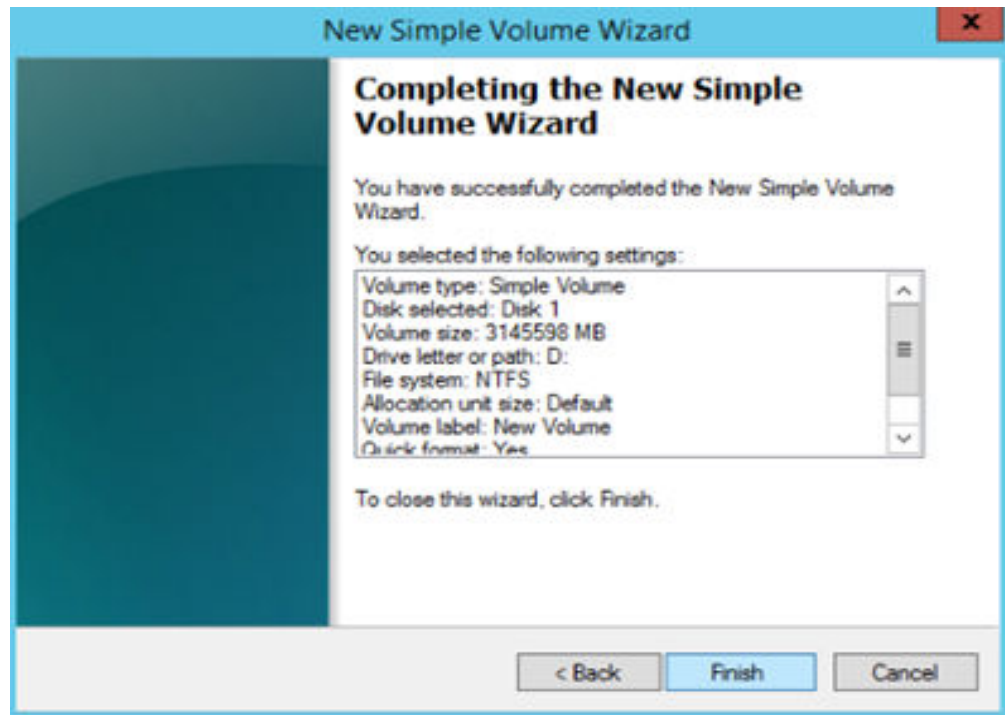 New Simple Volume Wizard
x
Completing the New Simple
Volume Wizard
You have successfully completed the New Simple Volume
Wizard.
You selected the following settings:
Volume type: Simple Volume
Disk selected: Disk 1
Volume size: 3145598 MB
Drive letter or path: D:
File system: NTFS
Allocation unit size: Default
Volume label: New Volume
Quick format: Yes
To close this wizard, click Finish.
< Back
Finish
Cancel